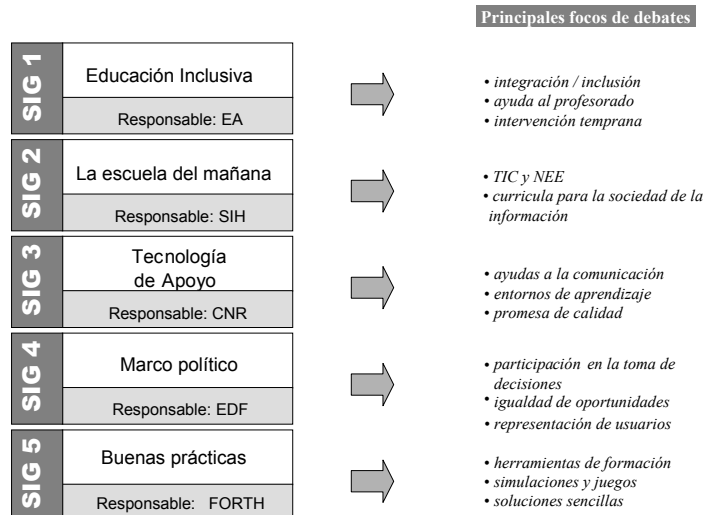 Principales focos de debates
SIG 1
Educación Inclusiva
Responsable: EA
• integración / inclusión
• ayuda al profesorado
• intervención temprana
SIG 2
La escuela del mañana
Responsable: SIH
• TIC y NEE
• curricula para la sociedad de la
información
SIG 3
Tecnología
de Apoyo
Responsable: CNR
• ayudas a la comunicación
• entornos de aprendizaje
• promesa de calidad
SIG 4
Marco político
Responsable: EDF
• participación en la toma de
decisiones
• igualdad de oportunidades
• representación de usuarios
SIG 5
Buenas prácticas
Responsable: FORTH
• herramientas de formación
• simulaciones y juegos
• soluciones sencillas